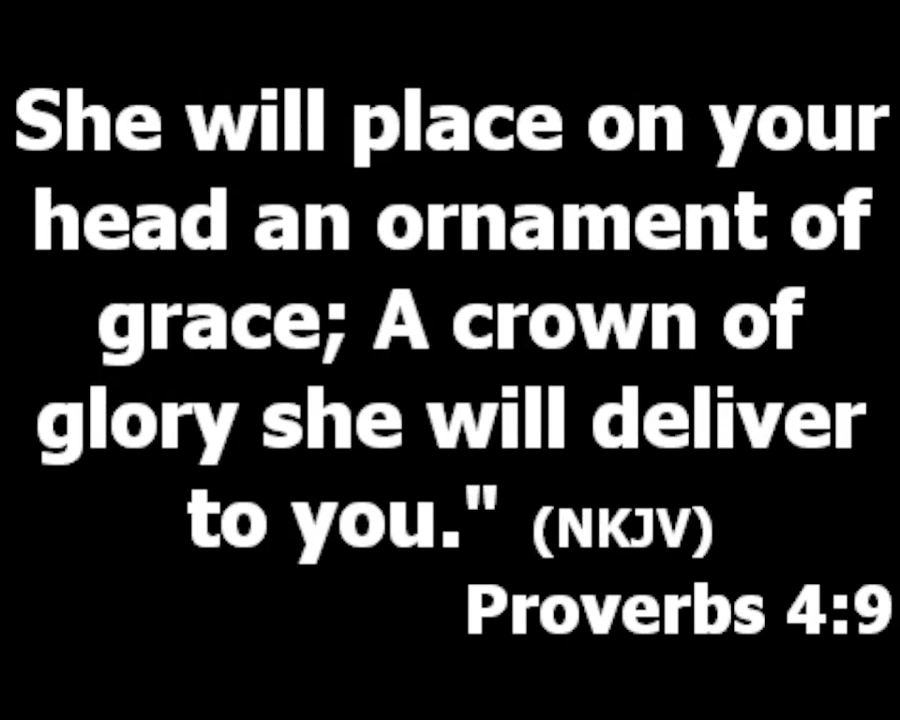 She will place on your
head an ornament of
grace; A crown of
glory she will deliver
to you." (NKJV)
Proverbs 4:9